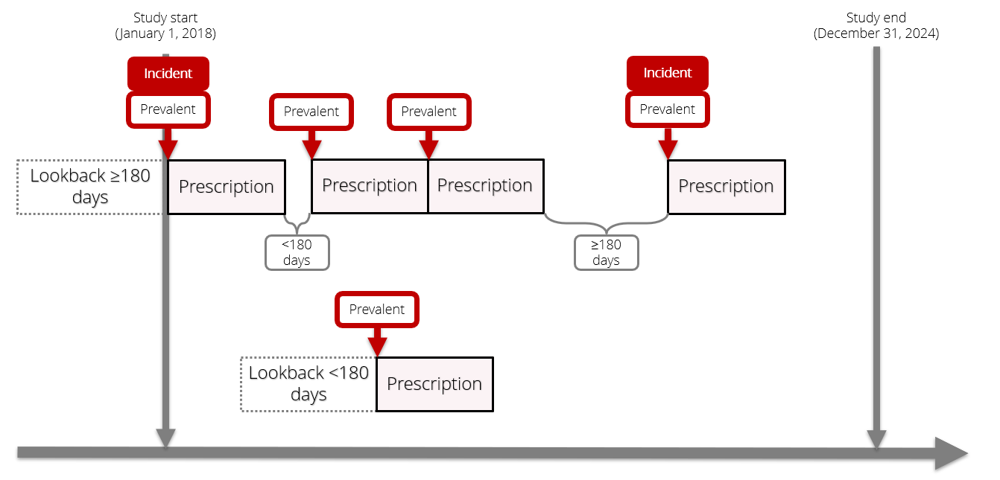 Study start
(January 1, 2018)
Study end
(December 31, 2024)
Incident
Prevalent
Prevalent
Prevalent
Incident
Prevalent
Lookback ≥180
days
Prescription
Prescription
Prescription
Prescription
<180
days
≥180
days
Prevalent
Lookback <180
days
Prescription